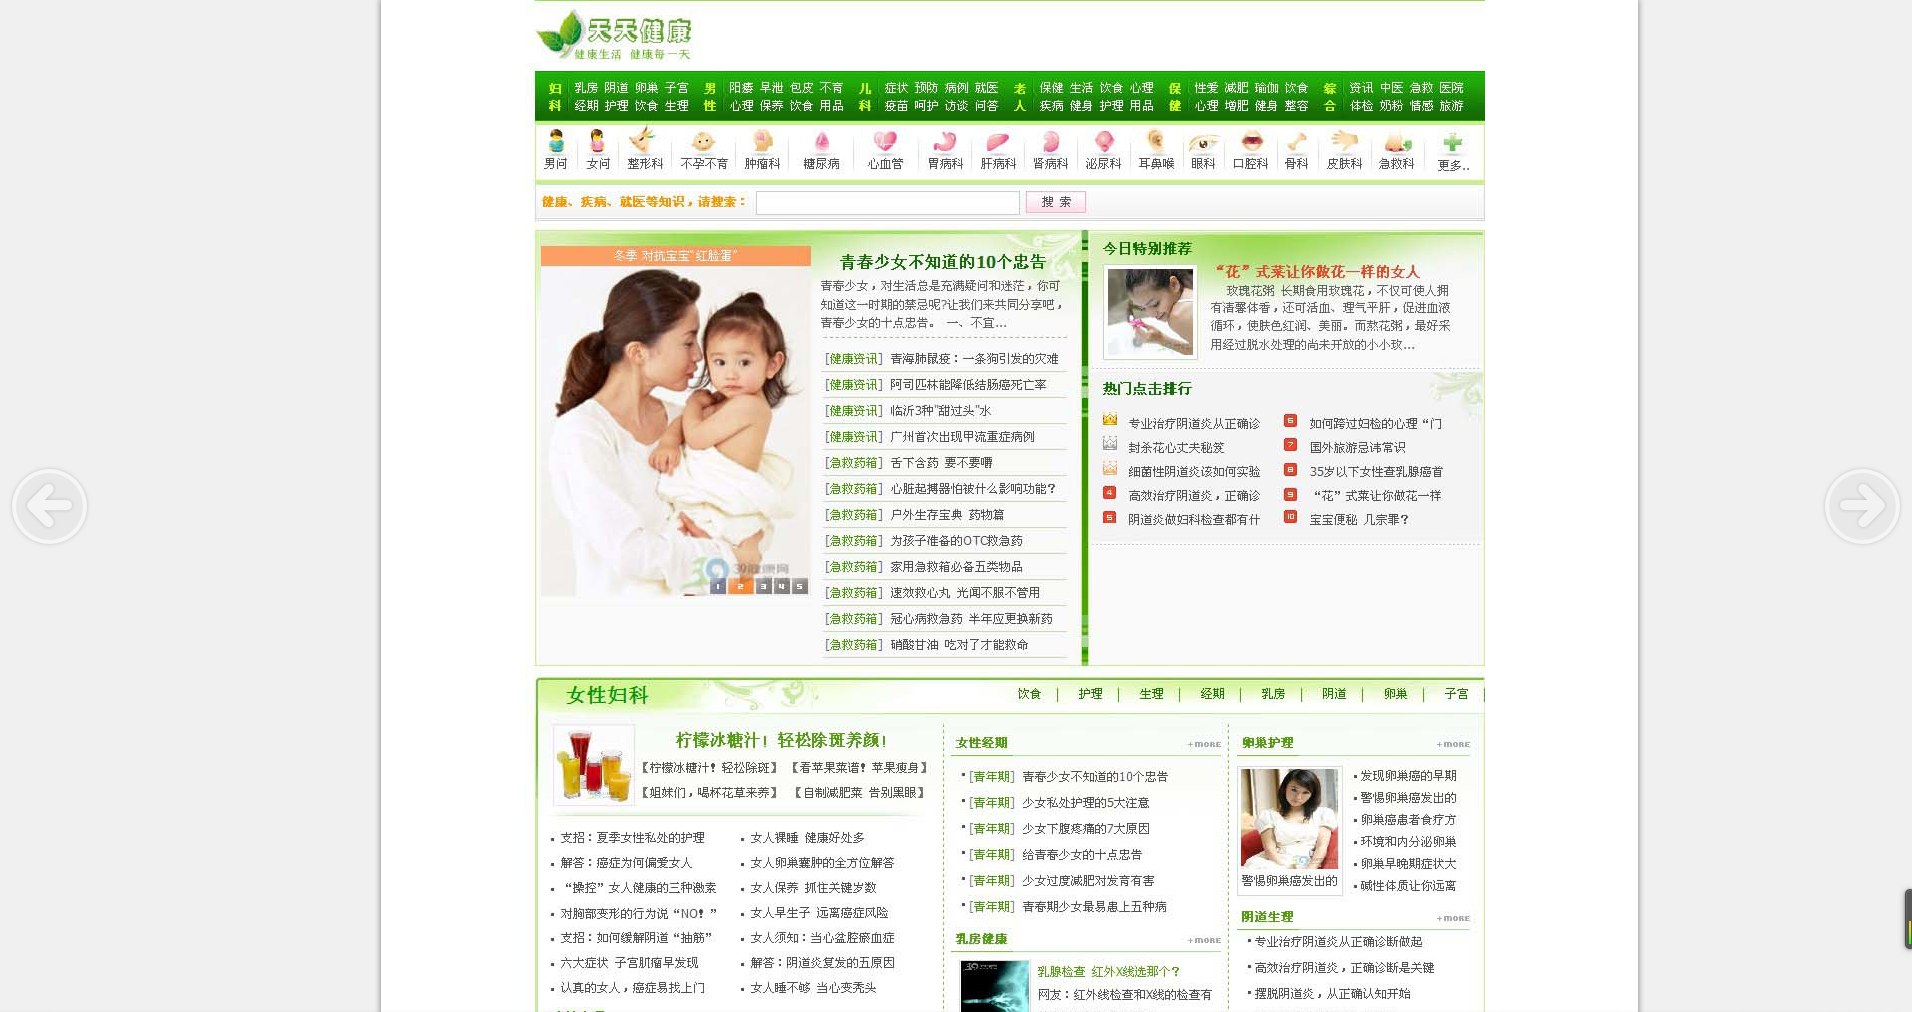 天天健康
健康生活 健康每一天
妇科 乳房 阴道 卵巢 子宫 男性 阳痿 早泄 包皮 不育 儿科 症状 预防 病例 就医 老人 保健 生活 饮食 心理 保健 性爱 减肥 瑜伽 饮食 综合 资讯 中医 急救 医院
经期 护理 饮食 生理 心理 保养 饮食 用品 疫苗 呵护 访谈 问答 疾病 健身 护理 用品 心理 增肥 健身 整容 体检 奶粉 情感 旅游
男问 女问 整形科 不孕不育 肿瘤科 糖尿病 心血管 胃病科 肝病科 肾病科 泌尿科 耳鼻喉 眼科 口腔科 骨科 皮肤科 急救科 更多..
健康、疾病、就医等知识，请搜索： 搜 索
冬季 对抗宝宝“红脸蛋”
39健康网
1 2 3 4 5
青春少女不知道的10个忠告
青春少女，对生活总是充满疑问和迷茫，你可
知道这一时期的禁忌呢?让我们来共同分享吧，
青春少女的十点忠告。 一、不宜...
[健康资讯] 青海肺鼠疫：一条狗引发的灾难
[健康资讯] 阿司匹林能降低结肠癌死亡率
[健康资讯] 临沂3种"甜过头"水
[健康资讯] 广州首次出现甲流重症病例
[急救药箱] 舌下含药 要不要嚼
[急救药箱] 心脏起搏器怕被什么影响功能？
[急救药箱] 户外生存宝典 药物篇
[急救药箱] 为孩子准备的OTC救急药
[急救药箱] 家用急救箱必备五类物品
[急救药箱] 速效救心丸 光闻不服不管用
[急救药箱] 冠心病救急药 半年应更换新药
[急救药箱] 硝酸甘油 吃对了才能救命
今日特别推荐
“花”式菜让你做花一样的女人
玫瑰花粥 长期食用玫瑰花，不仅可使人拥
有清馨体香，还可活血、理气平肝，促进血液
循环，使肤色红润、美丽。而熬花粥，最好采
用经过脱水处理的尚未开放的小小玫...
热门点击排行
专业治疗阴道炎从正确诊
封杀花心丈夫秘笈
细菌性阴道炎该如何实验
4 高效治疗阴道炎，正确诊
5 阴道炎做妇科检查都有什
6 如何跨过妇检的心理“门
7 国外旅游忌讳常识
8 35岁以下女性查乳腺癌首
9 “花”式菜让你做花一样
10 宝宝便秘 几宗罪？
女性妇科 饮食 护理 生理 经期 乳房 阴道 卵巢 子宫
柠檬冰糖汁！轻松除斑养颜！
【柠檬冰糖汁！轻松除斑】 【看苹果菜谱！苹果瘦身】
【姐妹们，喝杯花草来养】 【自制减肥菜 告别黑眼】
支招：夏季女性私处的护理
解答：癌症为何偏爱女人
“操控”女人健康的三种激素
对胸部变形的行为说“NO！”
支招：如何缓解阴道“抽筋”
六大症状 子宫肌瘤早发现
认真的女人，癌症易找上门
女人裸睡 健康好处多
女人卵巢囊肿的全方位解答
女人保养 抓住关键岁数
女人早生子 远离癌症风险
女人须知：当心盆腔瘀血症
解答：阴道炎复发的五原因
女人睡不够 当心变秃头
女性经期 +MORE
[青年期] 青春少女不知道的10个忠告
[青年期] 少女私处护理的5大注意
[青年期] 少女下腹疼痛的7大原因
[青年期] 给青春少女的十点忠告
[青年期] 少女过度减肥对发育有害
[青年期] 青春期少女最易患上五种病
乳房健康 +MORE
乳腺检查 红外X线选那个？
网友：红外线检查和X线的检查有
卵巢护理 +MORE
警惕卵巢癌发出的
发现卵巢癌的早期
警惕卵巢癌发出的
卵巢癌患者食疗方
环境和内分泌卵巢
卵巢早晚期症状大
碱性体质让你远离
阴道生理 +MORE
专业治疗阴道炎从正确诊断做起
高效治疗阴道炎，正确诊断是关键
摆脱阴道炎，从正确认知开始